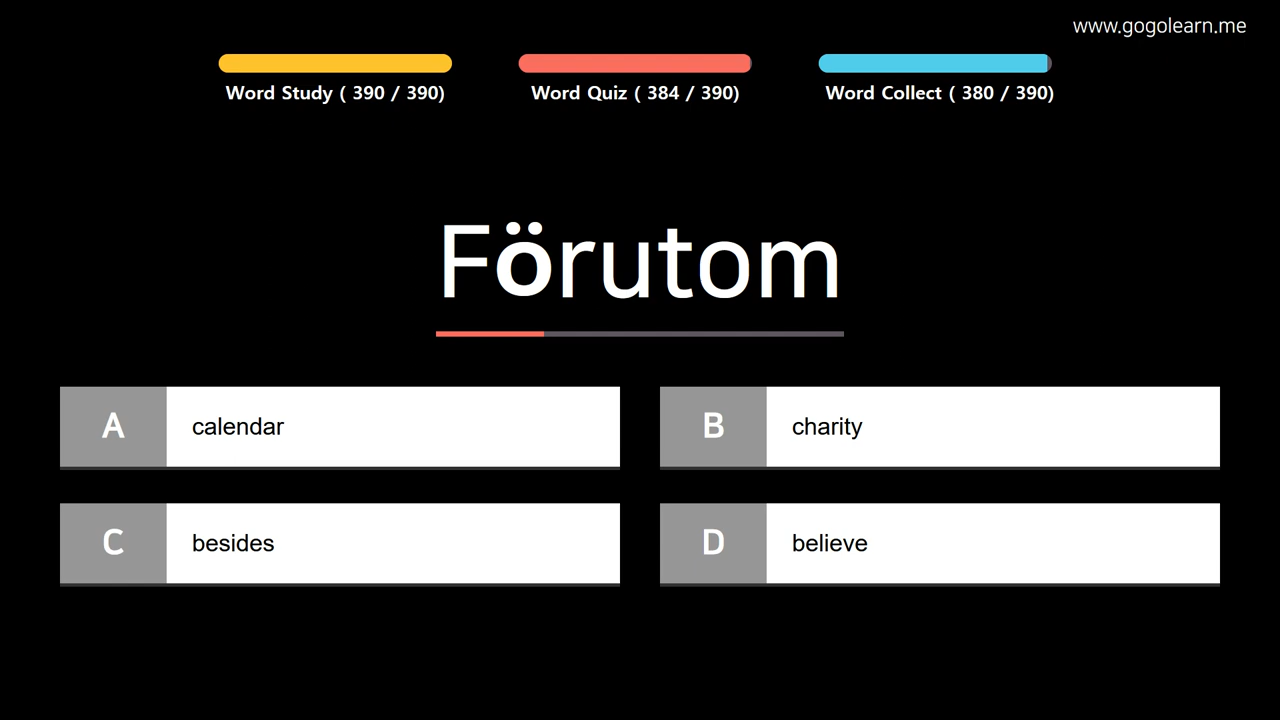 www.gogolearn.me
Word Study ( 390 / 390)
Word Quiz ( 384 / 390)
Word Collect ( 380 / 390)
Förutom
A calendar
B charity
C besides
D believe